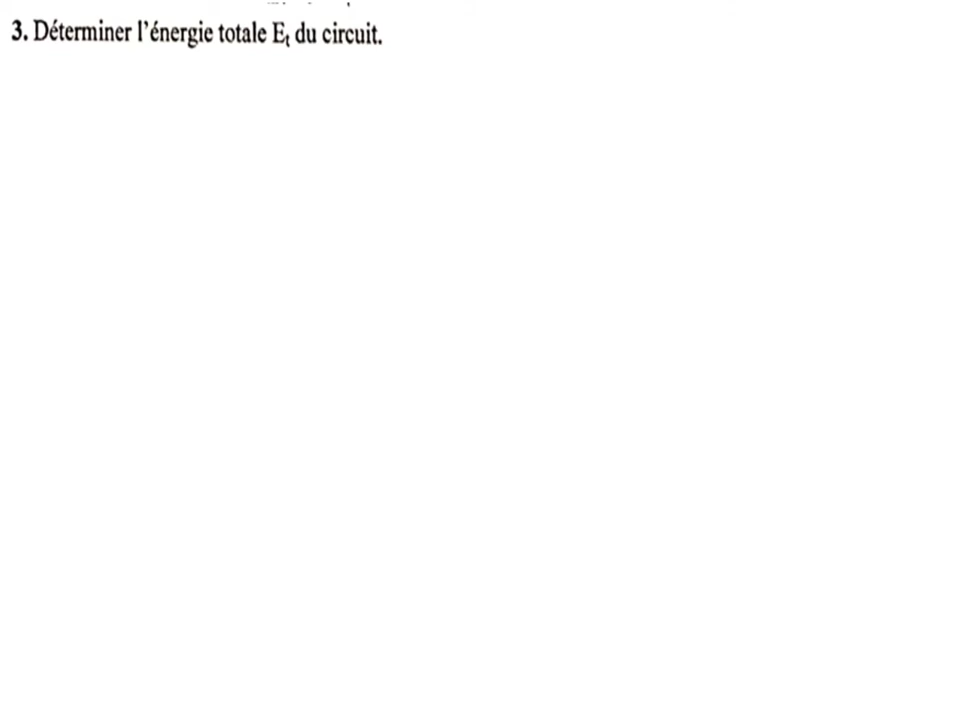 3. Déterminer l’énergie totale Et du circuit.